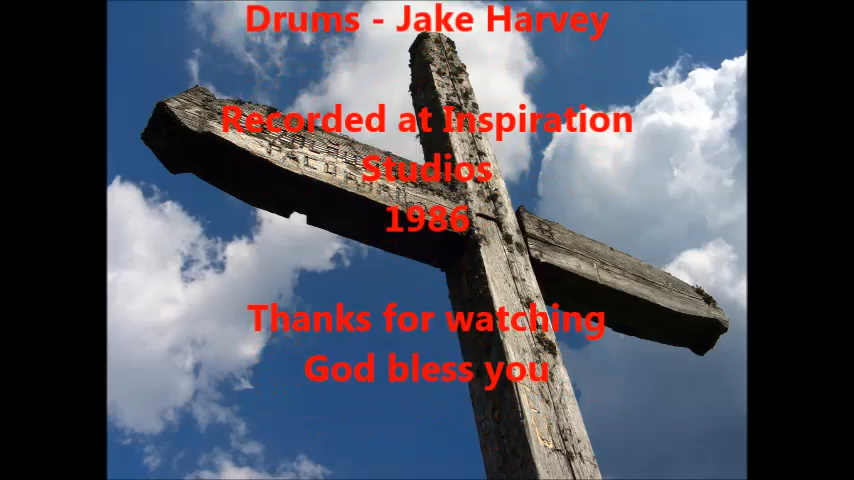 Drums - Jake Harvey
Recorded at Inspiration
Studios
1986
Thanks for watching
God bless you